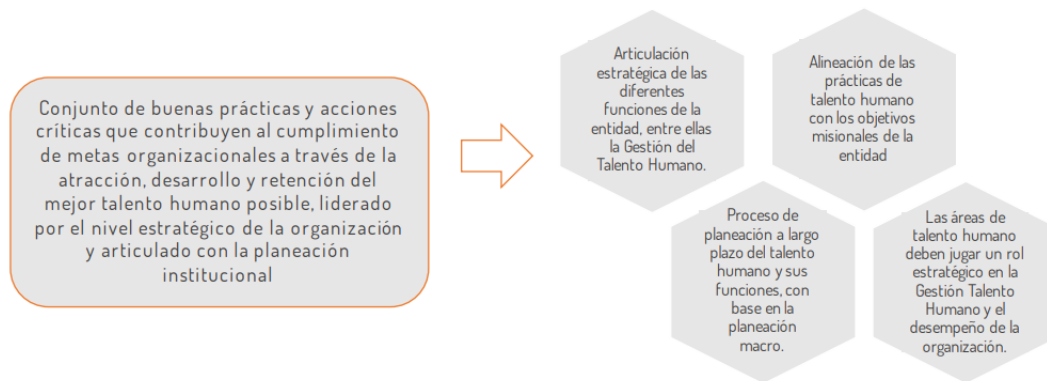 Conjunto de buenas prácticas y acciones
críticas que contribuyen al cumplimiento
de metas organizacionales a través de la
atracción, desarrollo y retención del
mejor talento humano posible, liderado
por el nivel estratégico de la organización
y articulado con la planeación
institucional
Articulación
estratégica de las
diferentes
funciones de la
entidad, entre ellas
la Gestión del
Talento Humano.
Alineación de las
prácticas de
talento humano
con los objetivos
misionales de la
entidad
Proceso de
planeación a largo
plazo del talento
humano y sus
funciones, con
base en la
planeación
macro.
Las áreas de
talento humano
deben jugar un rol
estratégico en la
Gestión Talento
Humano y el
desempeño de la
organización.